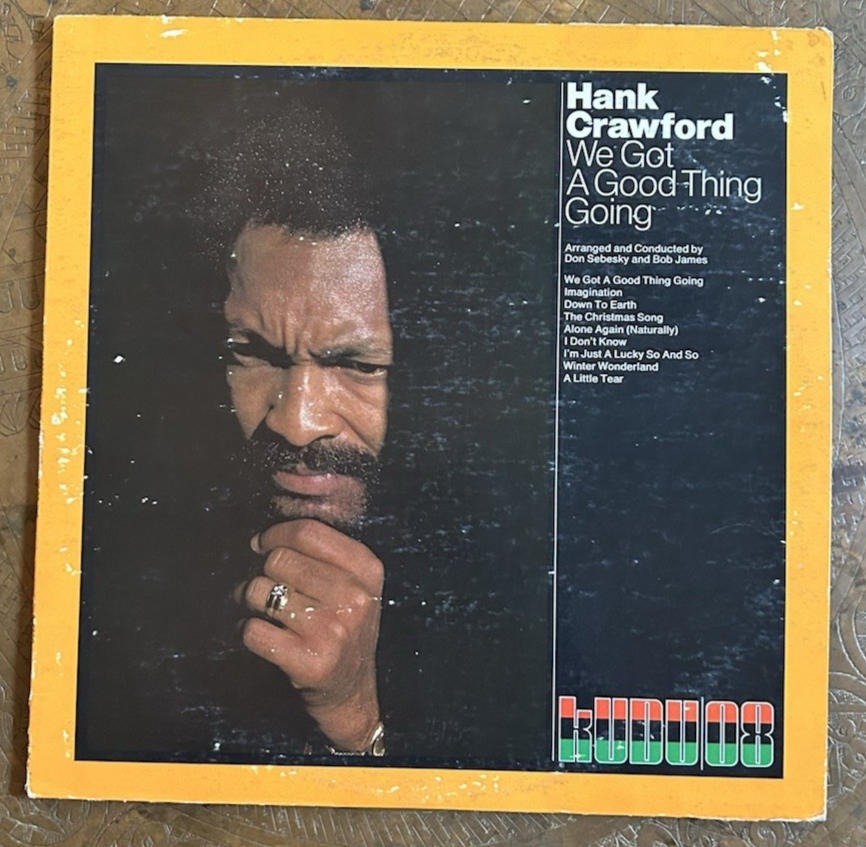 Hank
Crawford
We Got
A Good Thing
Going
Arranged and Conducted by
Don Sebesky and Bob James
We Got A Good Thing Going
Imagination
Down To Earth
The Christmas Song
Alone Again (Naturally)
I Don't Know
I'm Just A Lucky So And So
Winter Wonderland
A Little Tear
KUDU|08